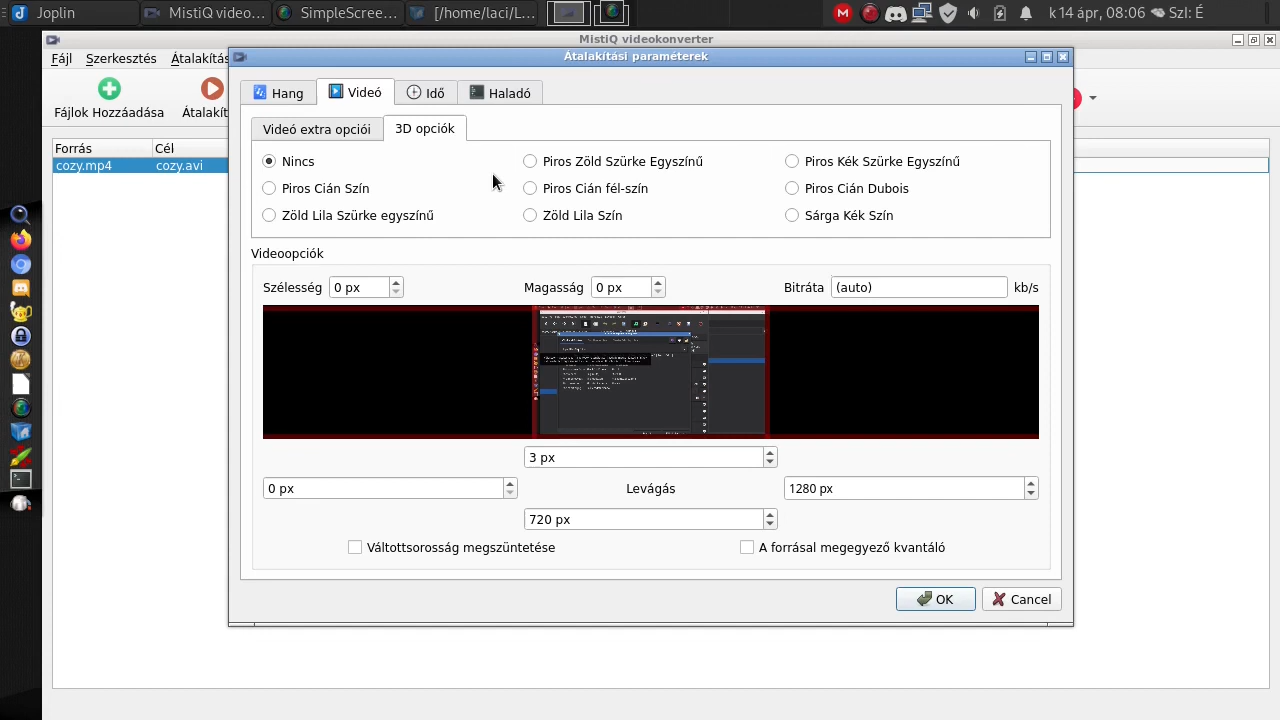 Joplin MistiQ video... SimpleScree... [/home/laci/L... k 14 ápr, 08:06 Szl: É
MistiQ videokonverter
Fájl Szerkesztés Átalakítás
Átalakítási paraméterek
Fájlok Hozzáadása Átalakít
Hang Videó Idő Haladó
Videó extra opciói 3D opciók
Forrás Cél
cozy.mp4 cozy.avi
Nincs Piros Zöld Szürke Egyszínű Piros Kék Szürke Egyszínű
Piros Cián Szín Piros Cián fél-szín Piros Cián Dubois
Zöld Lila Szürke egyszínű Zöld Lila Szín Sárga Kék Szín
Videoopciók
Szélesség 0 px Magasság 0 px Bitráta (auto) kb/s
3 px
0 px Levágás 1280 px
720 px
Váltottsorosság megszüntetése A forrásal megegyező kvantáló
OK Cancel